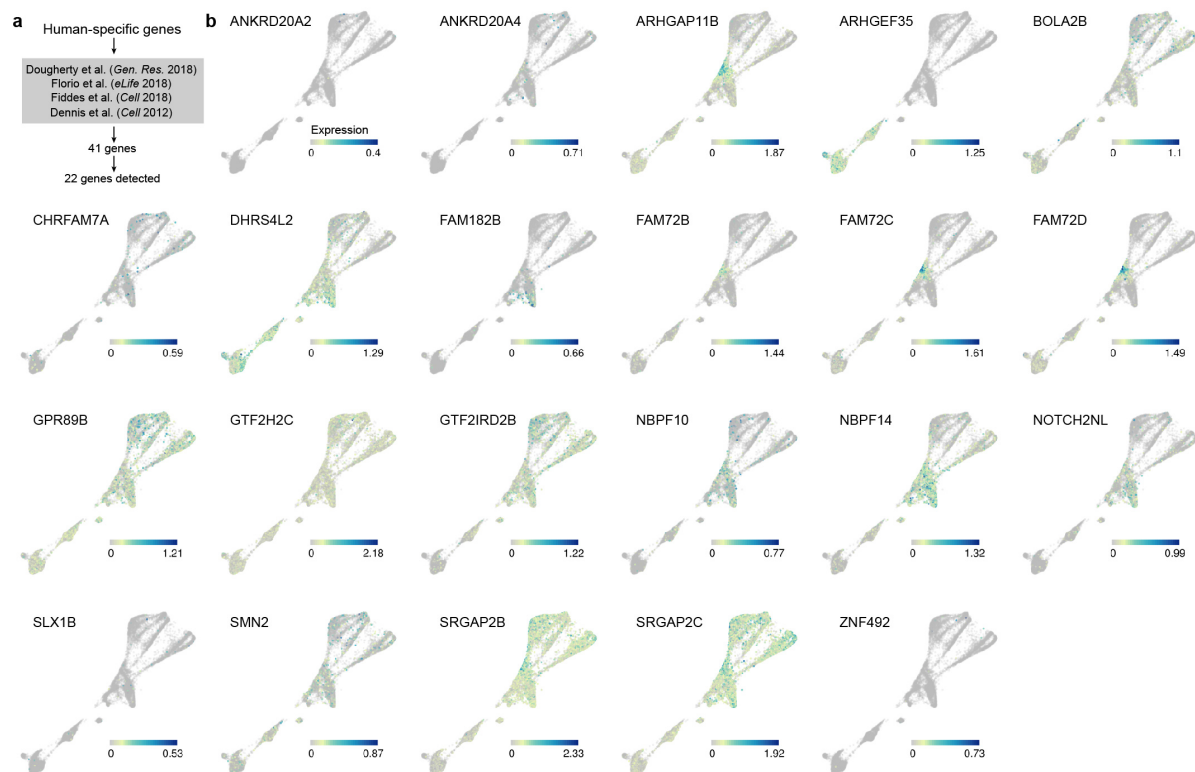 a
Human-specific genes
Dougherty et al. (Gen. Res. 2018)
Florio et al. (eLife 2018)
Fiddes et al. (Cell 2018)
Dennis et al. (Cell 2012)
41 genes
22 genes detected
b
ANKRD20A2
Expression
0 0.4
ANKRD20A4
0 0.71
ARHGAP11B
0 1.87
ARHGEF35
0 1.25
BOLA2B
0 1.1
CHRFAM7A
0 0.59
DHRS4L2
0 1.29
FAM182B
0 0.66
FAM72B
0 1.44
FAM72C
0 1.61
FAM72D
0 1.49
GPR89B
0 1.21
GTF2H2C
0 2.18
GTF2IRD2B
0 1.22
NBPF10
0 0.77
NBPF14
0 1.32
NOTCH2NL
0 0.99
SLX1B
0 0.53
SMN2
0 0.87
SRGAP2B
0 2.33
SRGAP2C
0 1.92
ZNF492
0 0.73